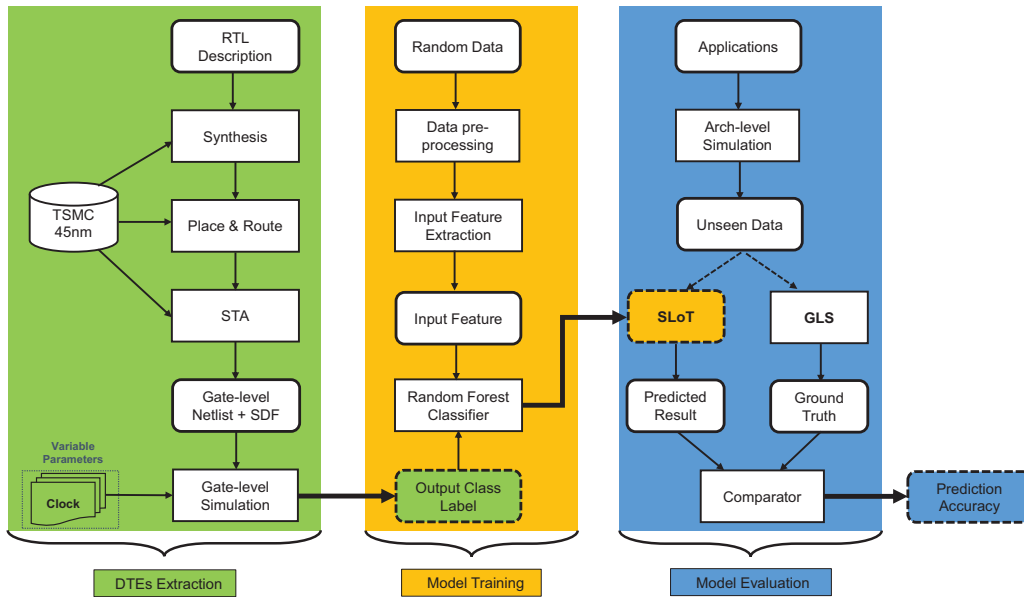 RTL
Description
Synthesis
TSMC
45nm
Place & Route
STA
Gate-level
Netlist + SDF
Variable
Parameters
Clock
Gate-level
Simulation
DTEs Extraction
Random Data
Data pre-
processing
Input Feature
Extraction
Input Feature
Random Forest
Classifier
Output Class
Label
Model Training
Applications
Arch-level
Simulation
Unseen Data
SLoT
GLS
Predicted
Result
Ground
Truth
Comparator
Prediction
Accuracy
Model Evaluation